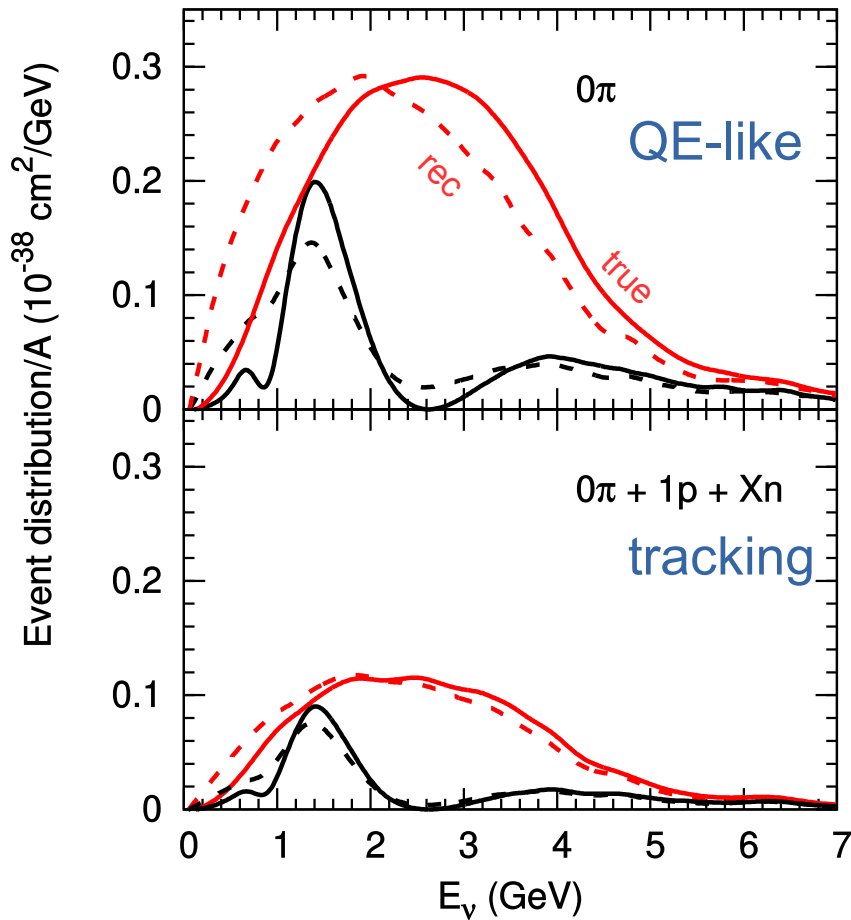 Event distribution/A (10⁻³⁸ cm²/GeV)
0.3
0.2
0.1
0
0π
QE-like
rec
true
0.3
0.2
0.1
0
0π + 1p + Xn
tracking
0 1 2 3 4 5 6 7
Eᵥ (GeV)